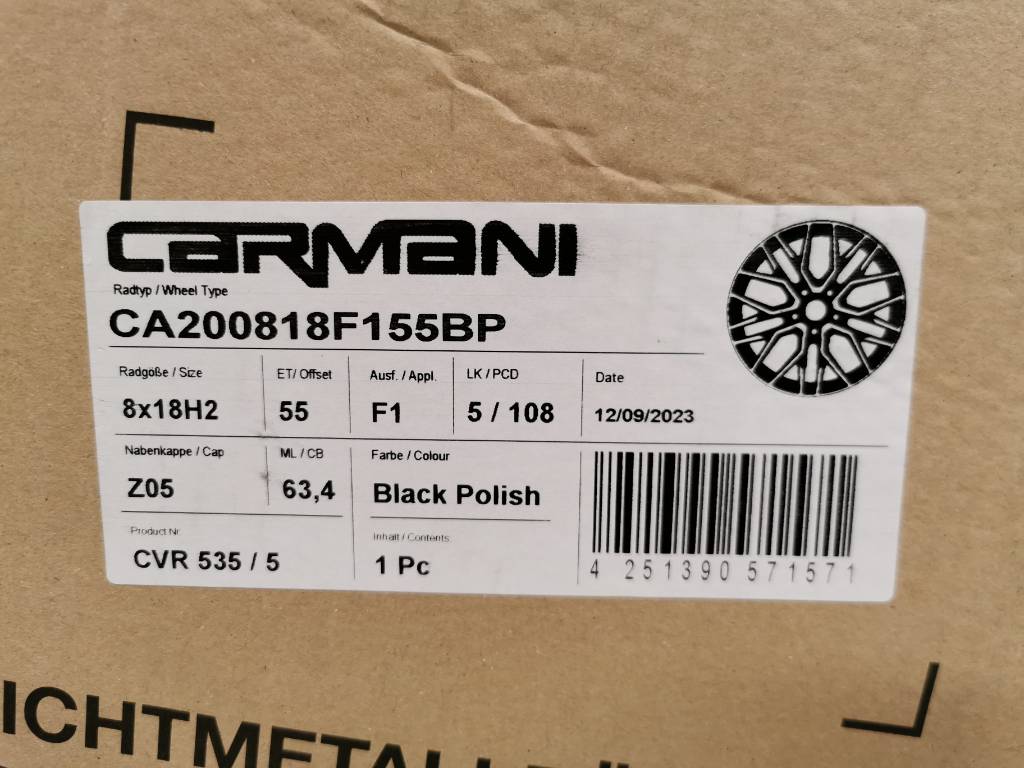 CARMANI
Radtyp / Wheel Type
CA200818F155BP
Radgöße / Size
ET/ Offset
Ausf. / Appl.
LK / PCD
Date
8x18H2
55
F1
5 / 108
12/09/2023
Nabenkappe / Cap
ML / CB
Farbe / Colour
Z05
63,4
Black Polish
Product Nr
Inhalt / Contents
CVR 535 / 5
1 Pc
4 251390 571571